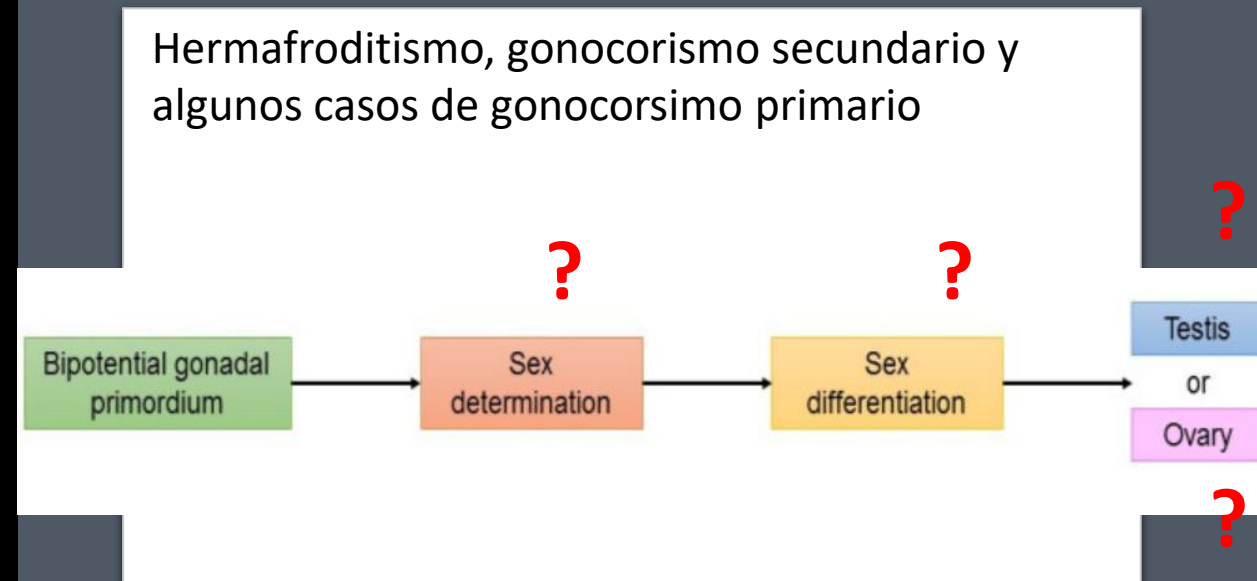 Hermafroditismo, gonocorismo secundario y
algunos casos de gonocorsimo primario
?
?
?
Bipotential gonadal
primordium
Sex
determination
Sex
differentiation
Testis
or
Ovary
?